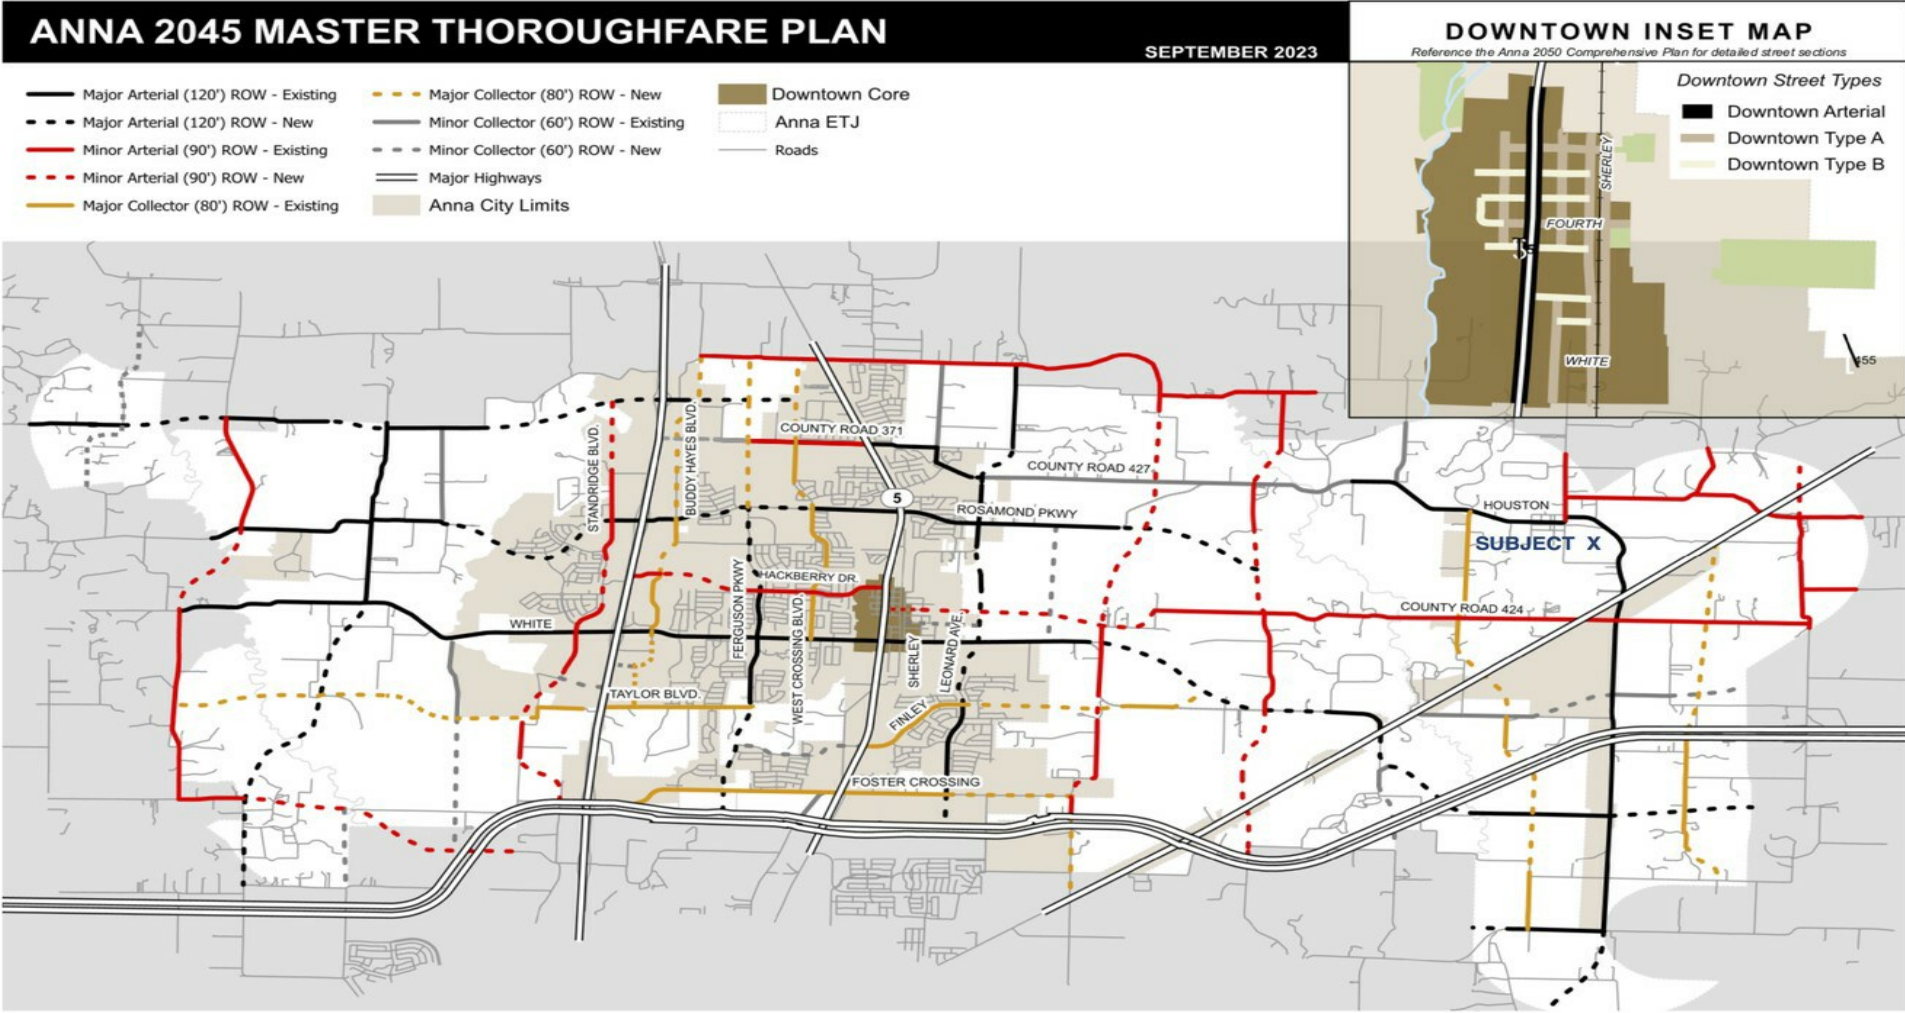 ANNA 2045 MASTER THOROUGHFARE PLAN
SEPTEMBER 2023
DOWNTOWN INSET MAP
Reference the Anna 2050 Comprehensive Plan for detailed street sections
Major Arterial (120') ROW - Existing
Major Arterial (120') ROW - New
Minor Arterial (90') ROW - Existing
Minor Arterial (90') ROW - New
Major Collector (80') ROW - Existing
Major Collector (80') ROW - New
Minor Collector (60') ROW - Existing
Minor Collector (60') ROW - New
Major Highways
Anna City Limits
Downtown Core
Anna ETJ
Roads
Downtown Street Types
Downtown Arterial
Downtown Type A
Downtown Type B
SHERLEY
FOURTH
5
WHITE
455
STANDRIDGE BLVD.
BUDDY HAYES BLVD.
COUNTY ROAD 371
COUNTY ROAD 427
5
ROSAMOND PKWY
HOUSTON
SUBJECT X
FERGUSON PKWY
HACKBERRY DR.
WEST CROSSING BLVD.
COUNTY ROAD 424
WHITE
SHERLEY
LEONARD AVE.
TAYLOR BLVD.
FINLEY
FOSTER CROSSING